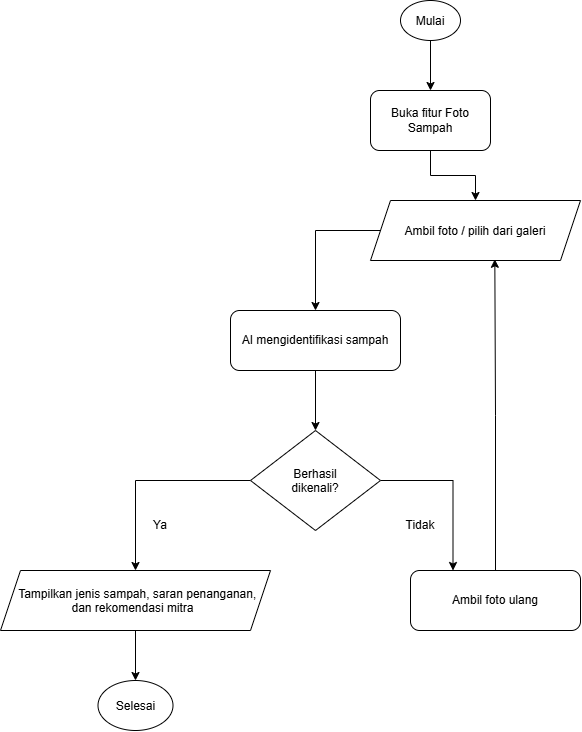 Mulai
Buka fitur Foto
Sampah
Ambil foto / pilih dari galeri
AI mengidentifikasi sampah
Berhasil
dikenali?
Ya
Tidak
Tampilkan jenis sampah, saran penanganan,
dan rekomendasi mitra
Ambil foto ulang
Selesai